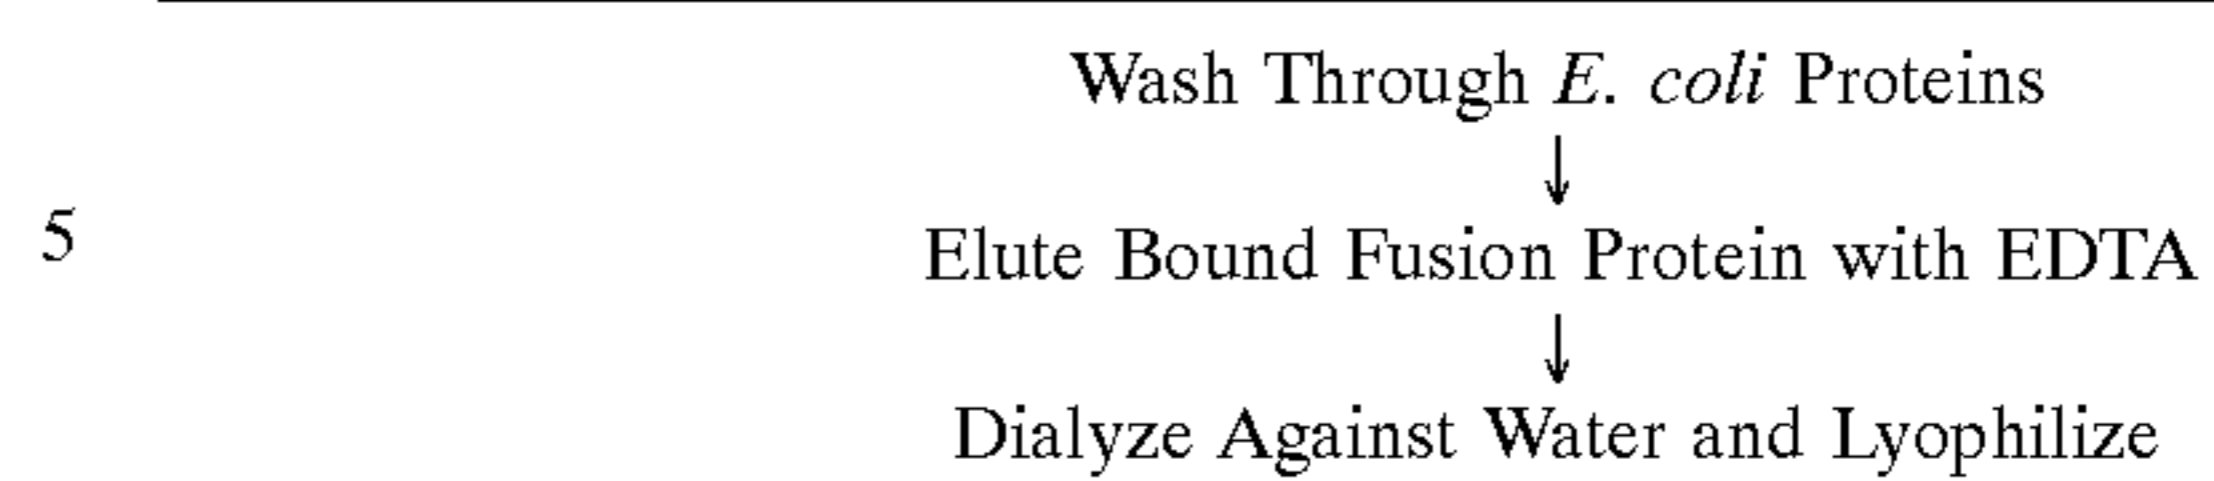 Wash Through E. coli Proteins
↓
5
Elute Bound Fusion Protein with EDTA
↓
Dialyze Against Water and Lyophilize